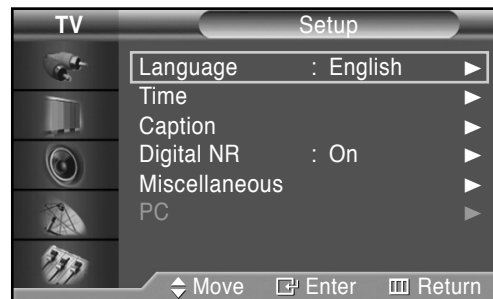 TV Setup
Language : English
Time
Caption
Digital NR : On
Miscellaneous
PC
Move Enter Return